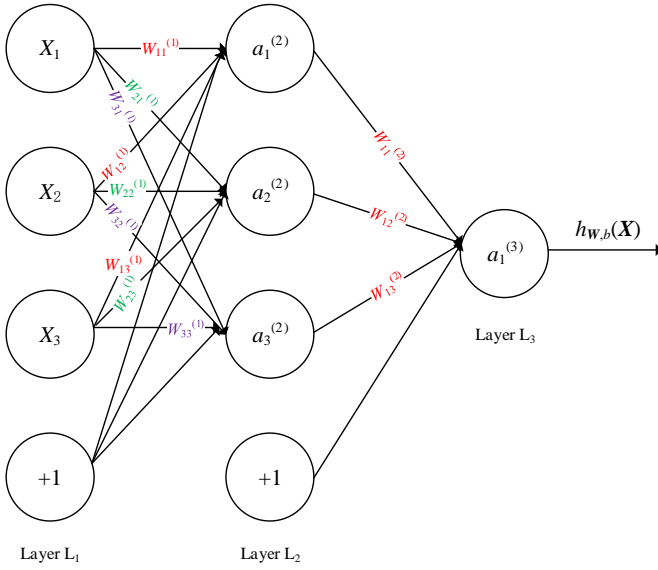 X₁
W₁₁⁽¹⁾
a₁⁽²⁾
W₂₁⁽¹⁾
W₃₁⁽¹⁾
W₁₁⁽²⁾
W₁₂⁽¹⁾
X₂
W₂₂⁽¹⁾
a₂⁽²⁾
W₃₂⁽¹⁾
W₁₂⁽²⁾
h_W,b(X)
a₁⁽³⁾
W₁₃⁽¹⁾
W₂₃⁽¹⁾
W₁₃⁽²⁾
X₃
W₃₃⁽¹⁾
a₃⁽²⁾
Layer L₃
+1
+1
Layer L₁
Layer L₂